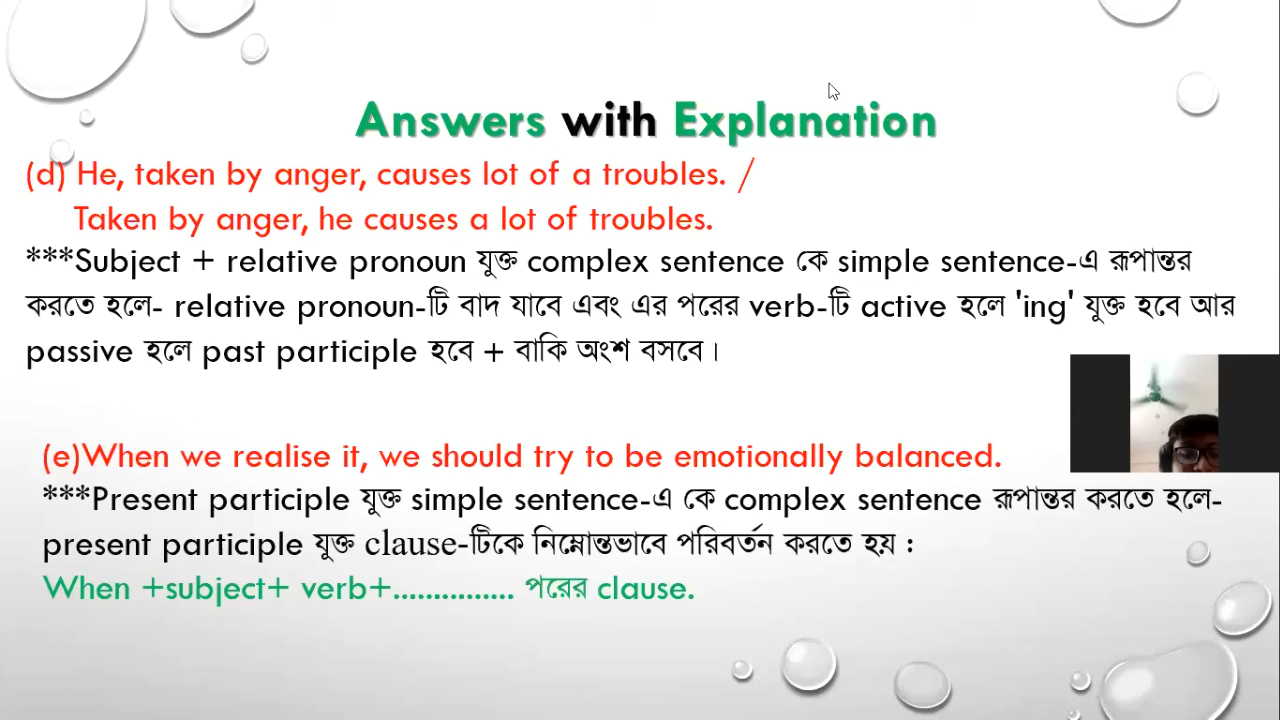 Answers with Explanation
(d) He, taken by anger, causes lot of a troubles. /
Taken by anger, he causes a lot of troubles.
***Subject + relative pronoun যুক্ত complex sentence কে simple sentence-এ রূপান্তর
করতে হলে- relative pronoun-টি বাদ যাবে এবং এর পরের verb-টি active হলে 'ing' যুক্ত হবে আর
passive হলে past participle হবে + বাকি অংশ বসবে।
(e)When we realise it, we should try to be emotionally balanced.
***Present participle যুক্ত simple sentence-এ কে complex sentence রূপান্তর করতে হলে-
present participle যুক্ত clause-টিকে নিম্নোক্তভাবে পরিবর্তন করতে হয় :
When +subject+ verb+............... পরের clause.